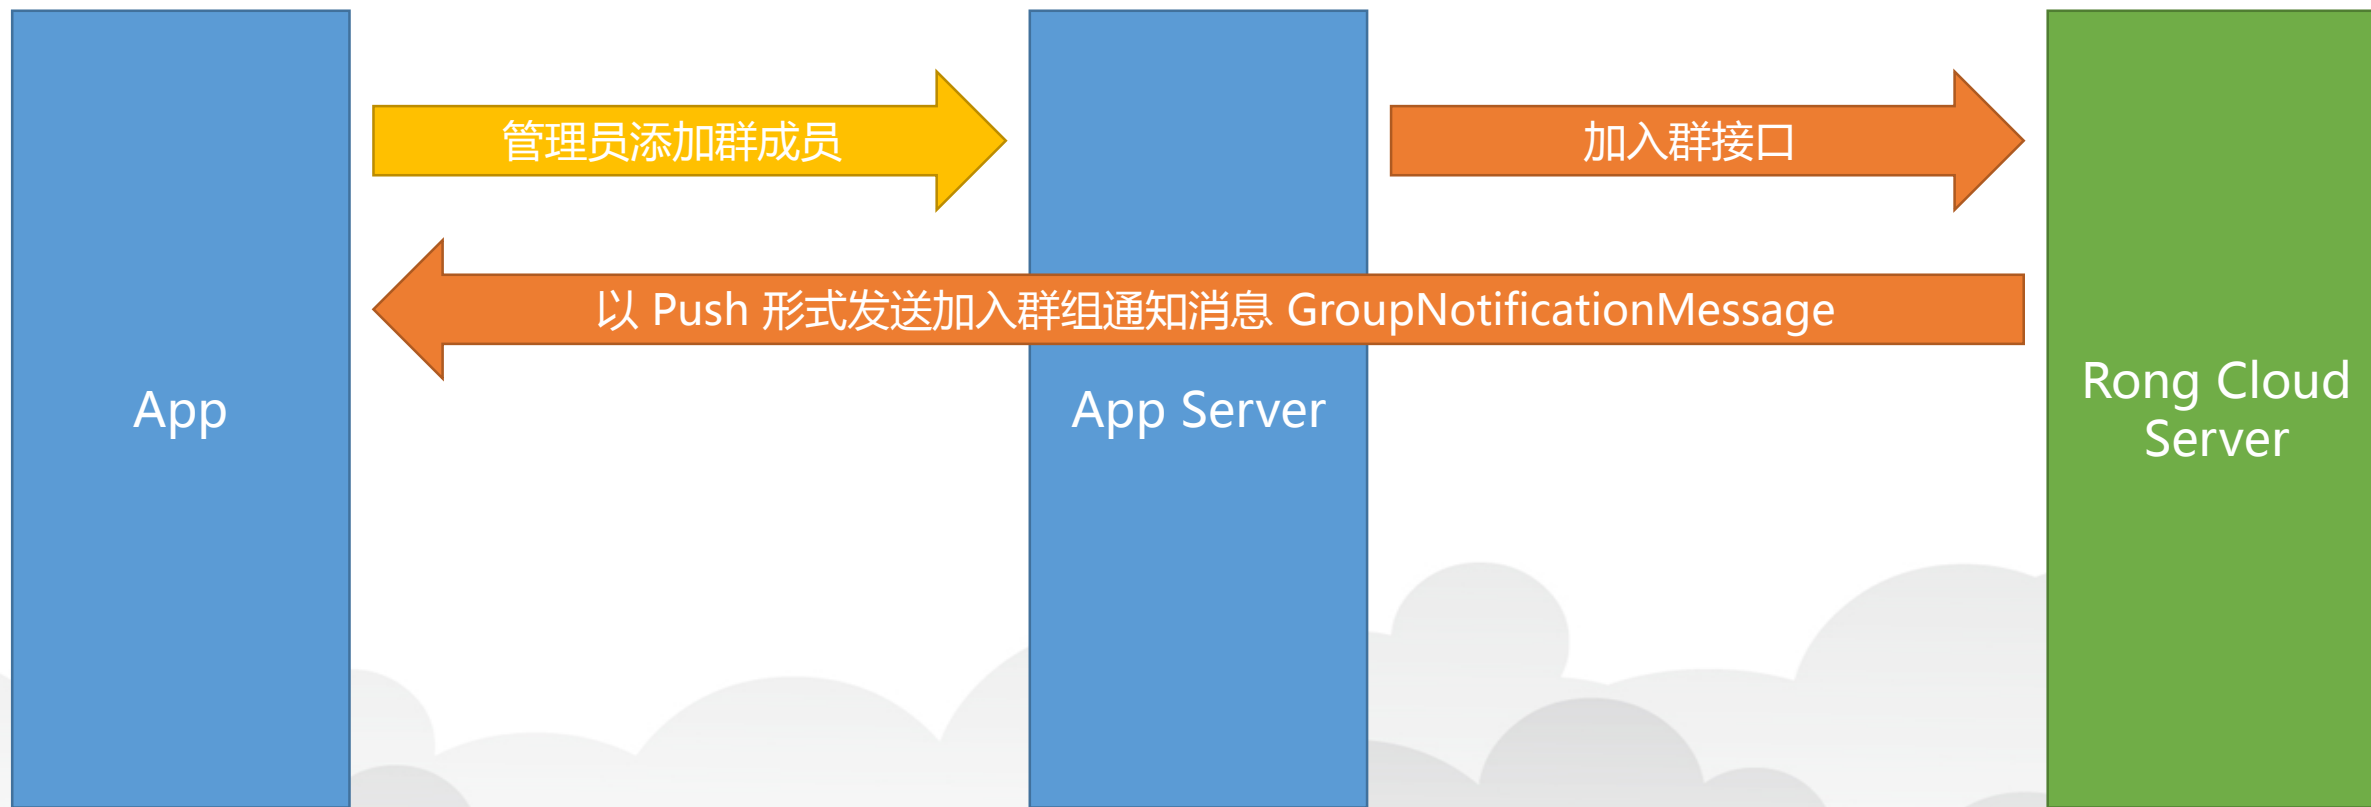 管理员添加群成员
加入群接口
以 Push 形式发送加入群组通知消息 GroupNotificationMessage
App
App Server
Rong Cloud
Server